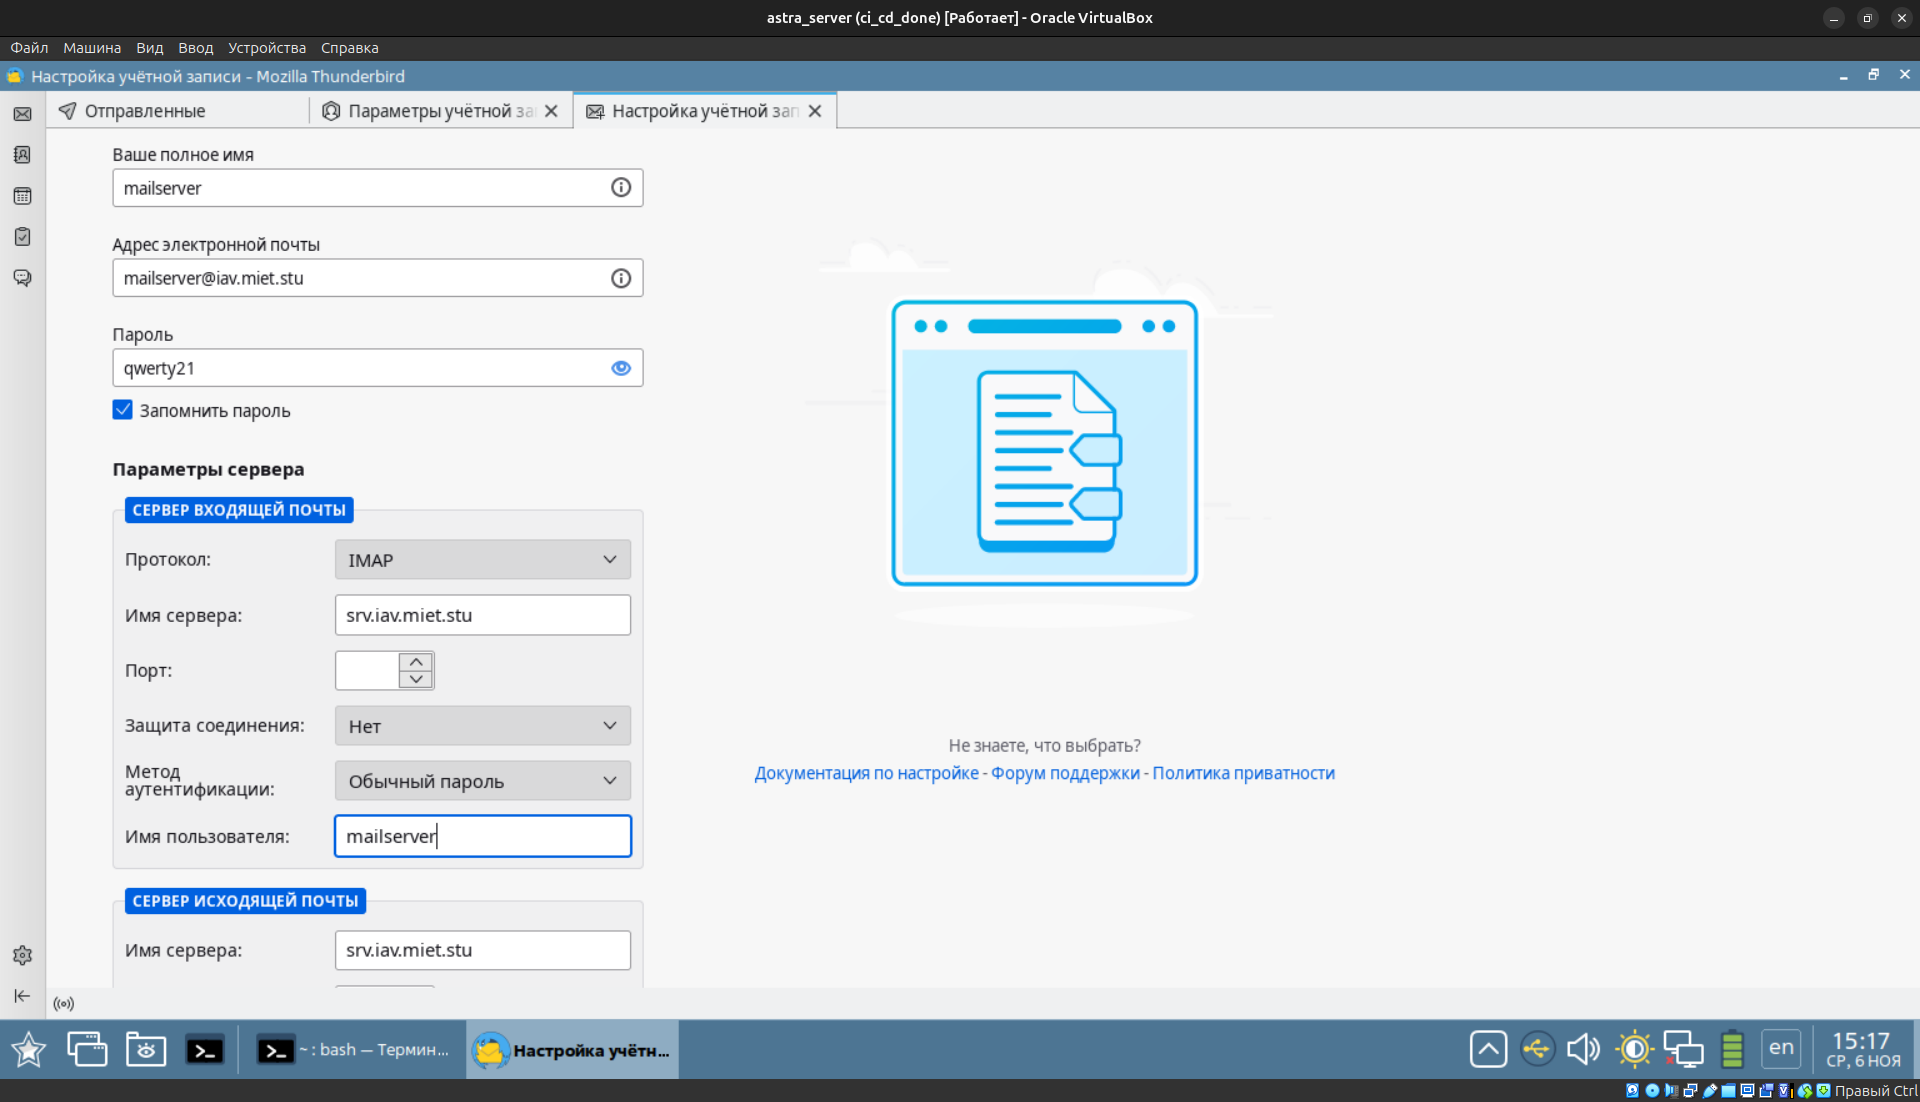 astra_server (ci_cd_done) [Работает] - Oracle VirtualBox
Файл Машина Вид Ввод Устройства Справка
Настройка учётной записи - Mozilla Thunderbird
Отправленные
Параметры учётной за
Настройка учётной зап
Ваше полное имя
mailserver
Адрес электронной почты
mailserver@iav.miet.stu
Пароль
qwerty21
Запомнить пароль
Параметры сервера
СЕРВЕР ВХОДЯЩЕЙ ПОЧТЫ
Протокол: IMAP
Имя сервера: srv.iav.miet.stu
Порт:
Защита соединения: Нет
Метод
аутентификации: Обычный пароль
Имя пользователя: mailserver
СЕРВЕР ИСХОДЯЩЕЙ ПОЧТЫ
Имя сервера: srv.iav.miet.stu
Не знаете, что выбрать?
Документация по настройке - Форум поддержки - Политика приватности
~ : bash — Термин...
Настройка учётн...
en
15:17
СР, 6 НОЯ
Правый Ctrl